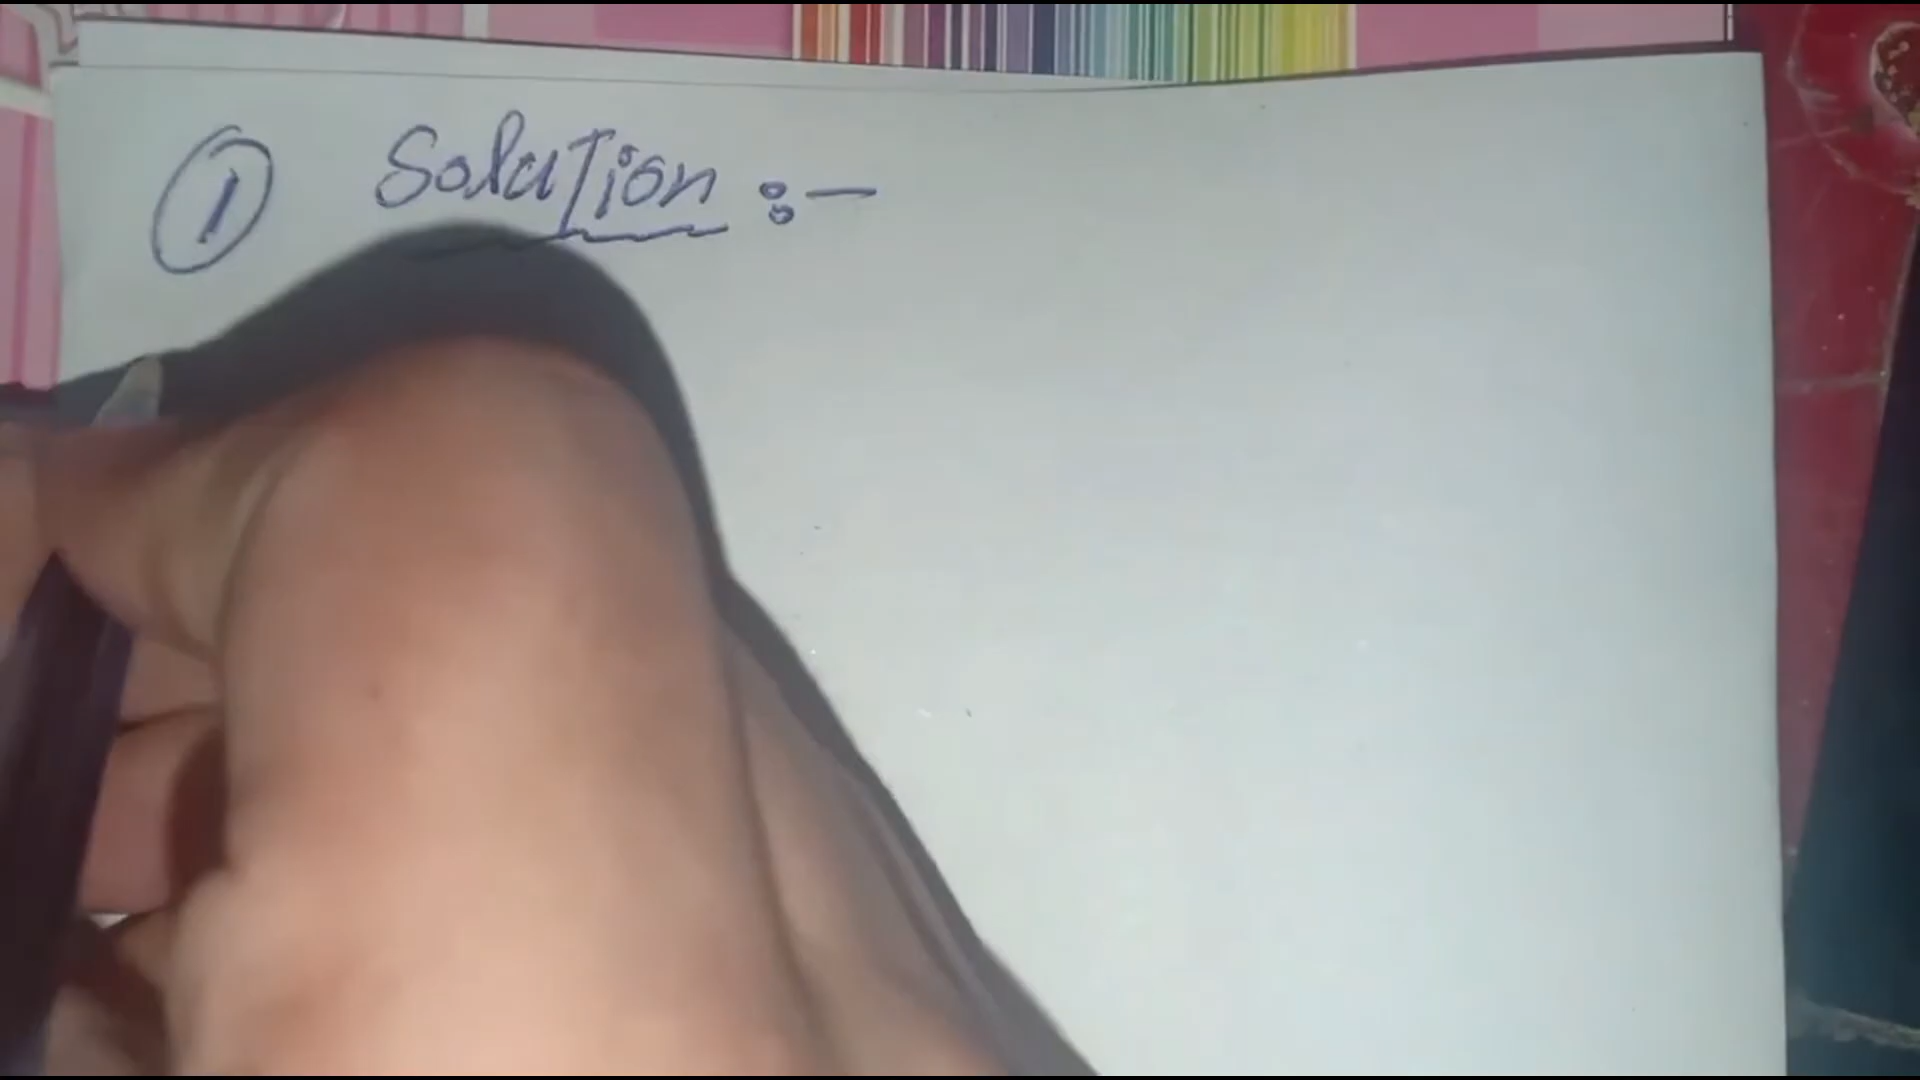 ① Solution :-